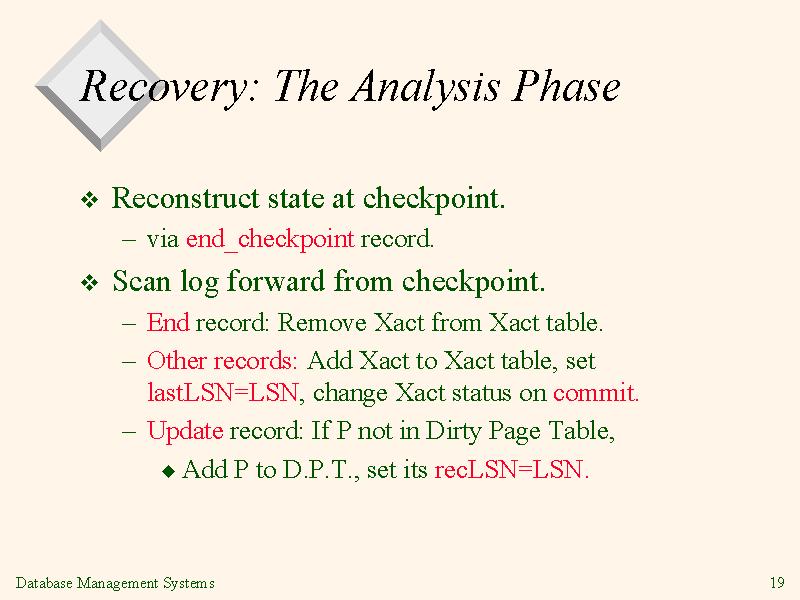 Recovery: The Analysis Phase
❖ Reconstruct state at checkpoint.
– via end_checkpoint record.
❖ Scan log forward from checkpoint.
– End record: Remove Xact from Xact table.
– Other records: Add Xact to Xact table, set
lastLSN=LSN, change Xact status on commit.
– Update record: If P not in Dirty Page Table,
◆ Add P to D.P.T., set its recLSN=LSN.
Database Management Systems
19